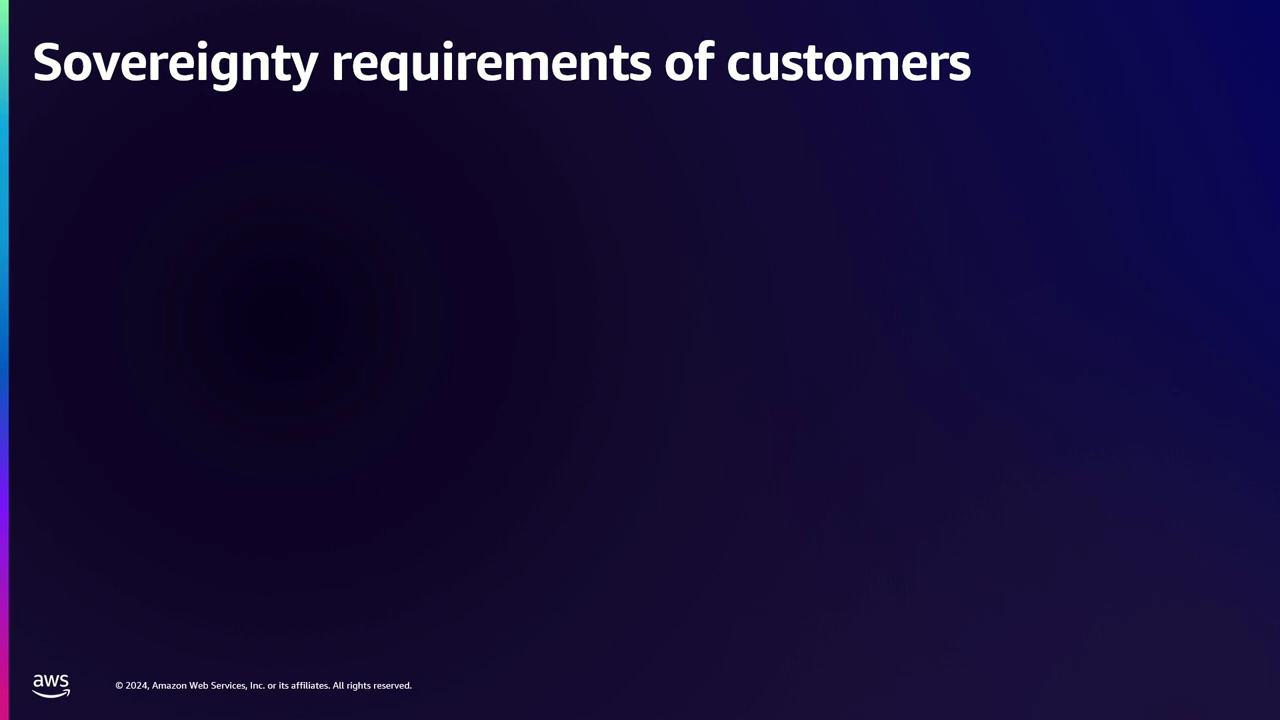 Sovereignty requirements of customers
aws
© 2024, Amazon Web Services, Inc. or its affiliates. All rights reserved.